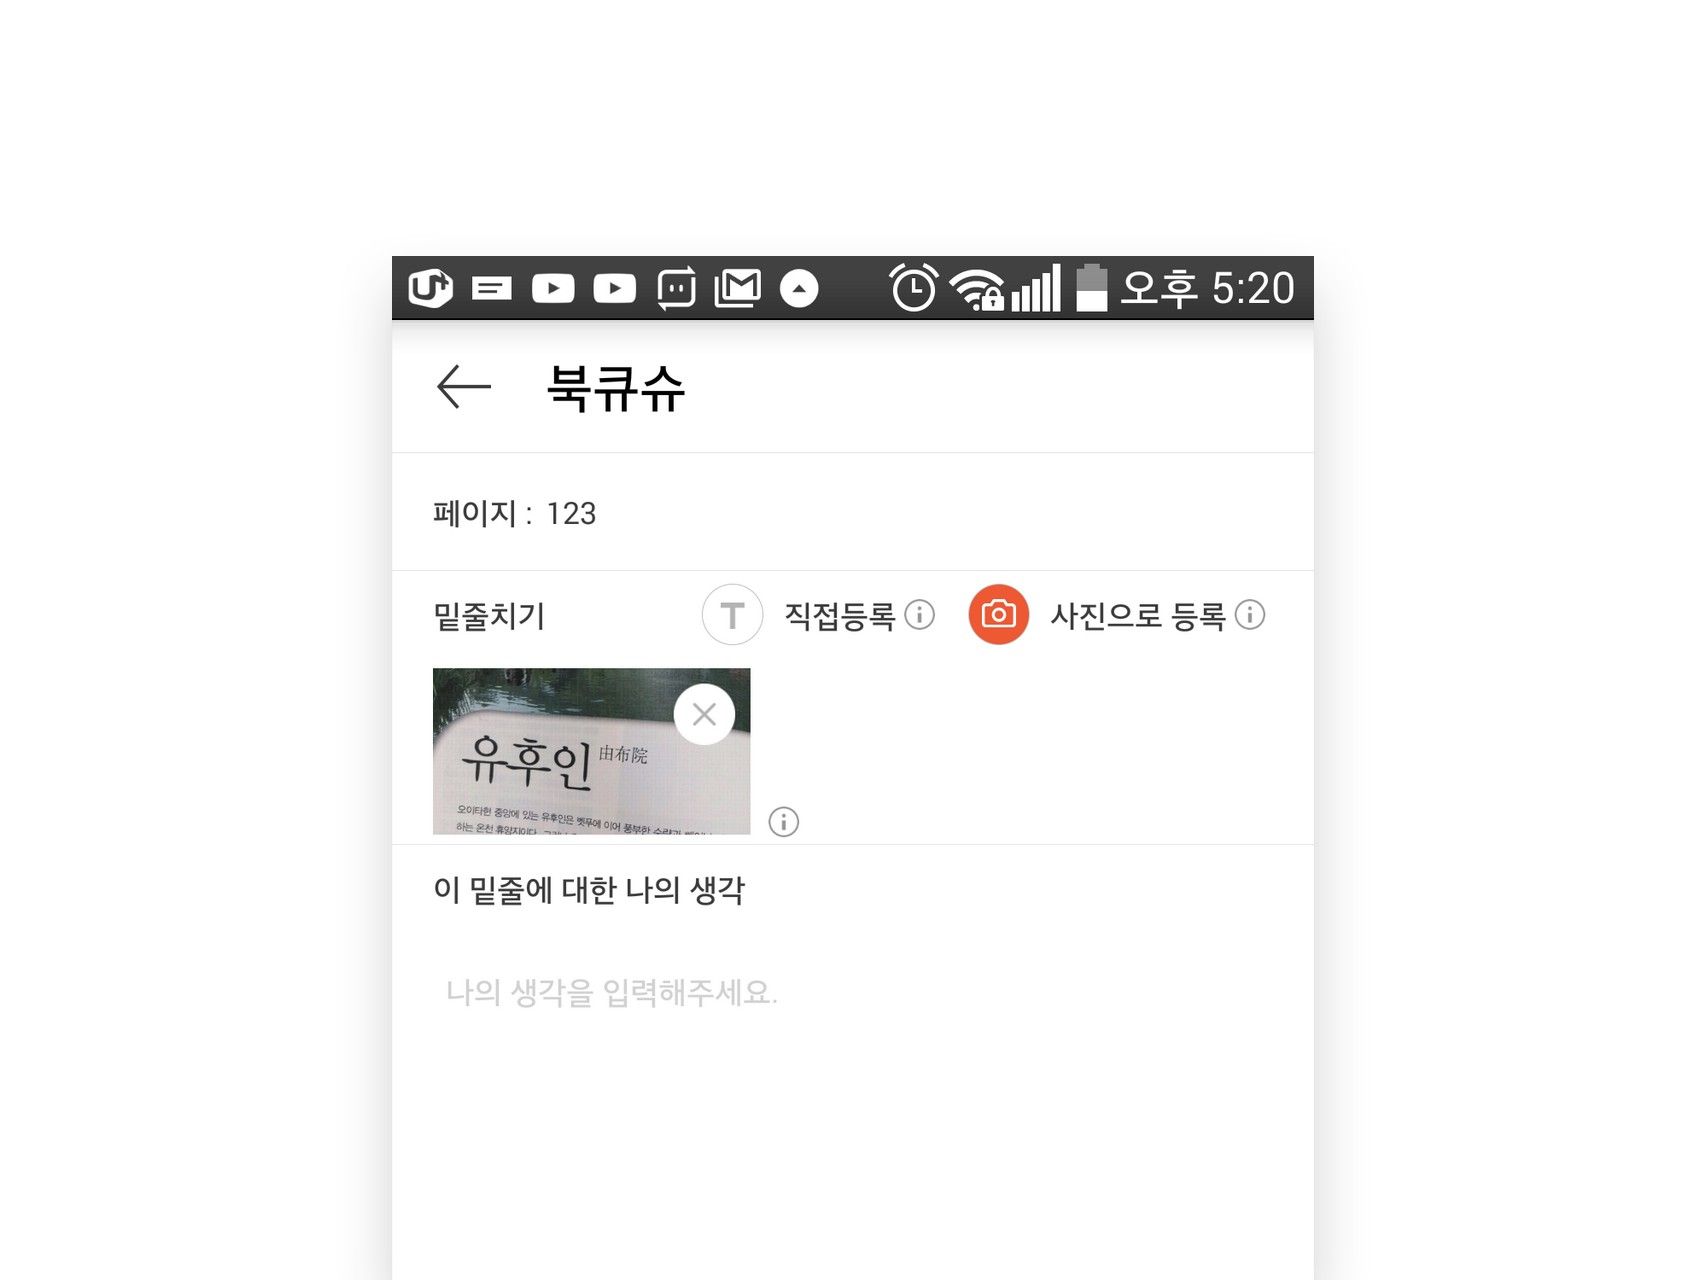 U+ 오후 5:20
북큐슈
페이지 : 123
밑줄치기 T 직접등록 사진으로 등록
유후인 由布院
오이타현 중앙에 있는 유후인은 벳푸에 이어 풍부한
하는 온천 휴양지이다.
이 밑줄에 대한 나의 생각
나의 생각을 입력해주세요.